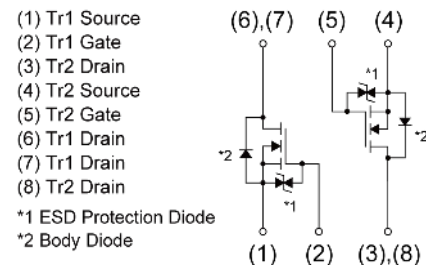 (1) Tr1 Source
(2) Tr1 Gate
(3) Tr2 Drain
(4) Tr2 Source
(5) Tr2 Gate
(6) Tr1 Drain
(7) Tr1 Drain
(8) Tr2 Drain
*1 ESD Protection Diode
*2 Body Diode
(6),(7) (5) (4)
*1
*2
*2
*1
(1) (2) (3),(8)